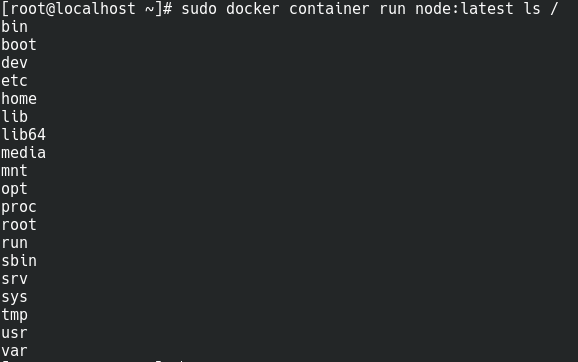 [root@localhost ~]# sudo docker container run node:latest ls /
bin
boot
dev
etc
home
lib
lib64
media
mnt
opt
proc
root
run
sbin
srv
sys
tmp
usr
var